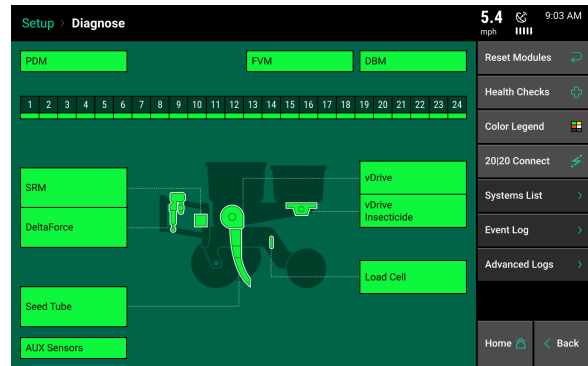 Setup > Diagnose
5.4
mph
9:03 AM
PDM
FVM
DBM
1 2 3 4 5 6 7 8 9 10 11 12 13 14 15 16 17 18 19 20 21 22 23 24
SRM
DeltaForce
vDrive
vDrive
Insecticide
Load Cell
Seed Tube
AUX Sensors
Reset Modules
Health Checks
Color Legend
20|20 Connect
Systems List
Event Log
Advanced Logs
Home
Back